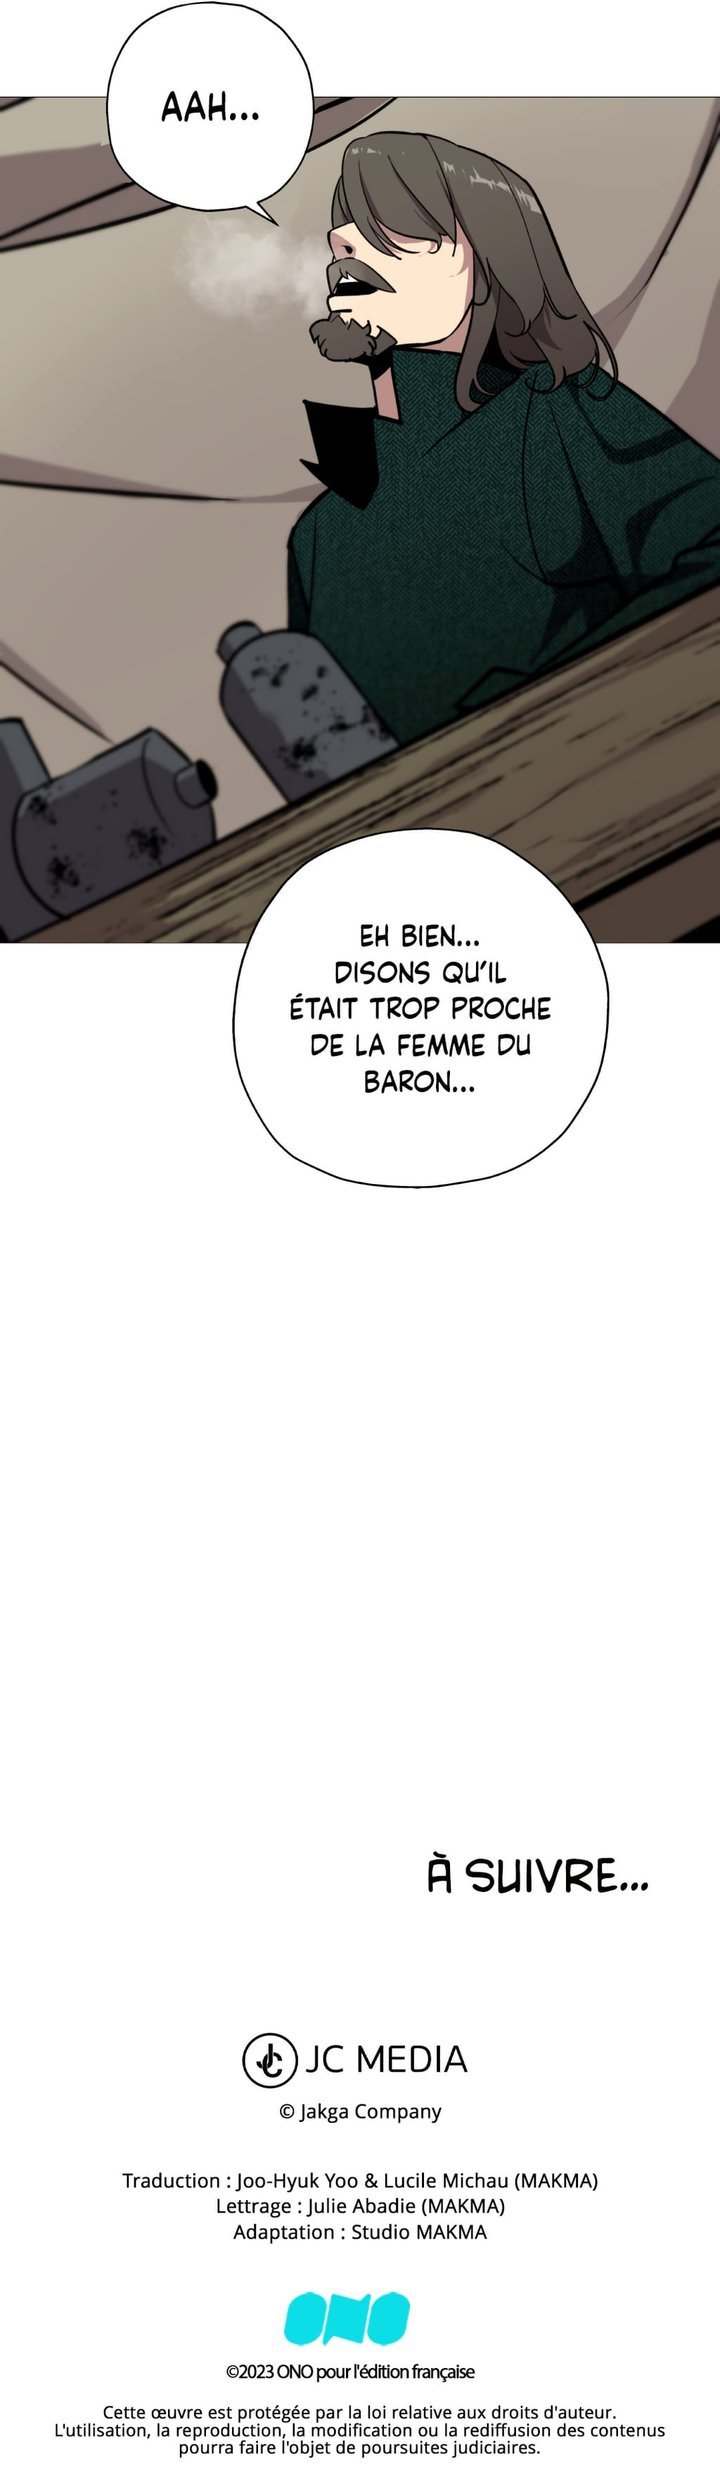 AAH...
EH BIEN...
DISONS QU'IL
ÉTAIT TROP PROCHE
DE LA FEMME DU
BARON...
À SUIVRE...
JC MEDIA
© Jakga Company
Traduction : Joo-Hyuk Yoo & Lucile Michau (MAKMA)
Lettrage : Julie Abadie (MAKMA)
Adaptation : Studio MAKMA
ONO
©2023 ONO pour l'édition française
Cette œuvre est protégée par la loi relative aux droits d'auteur.
L'utilisation, la reproduction, la modification ou la rediffusion des contenus
pourra faire l'objet de poursuites judiciaires.